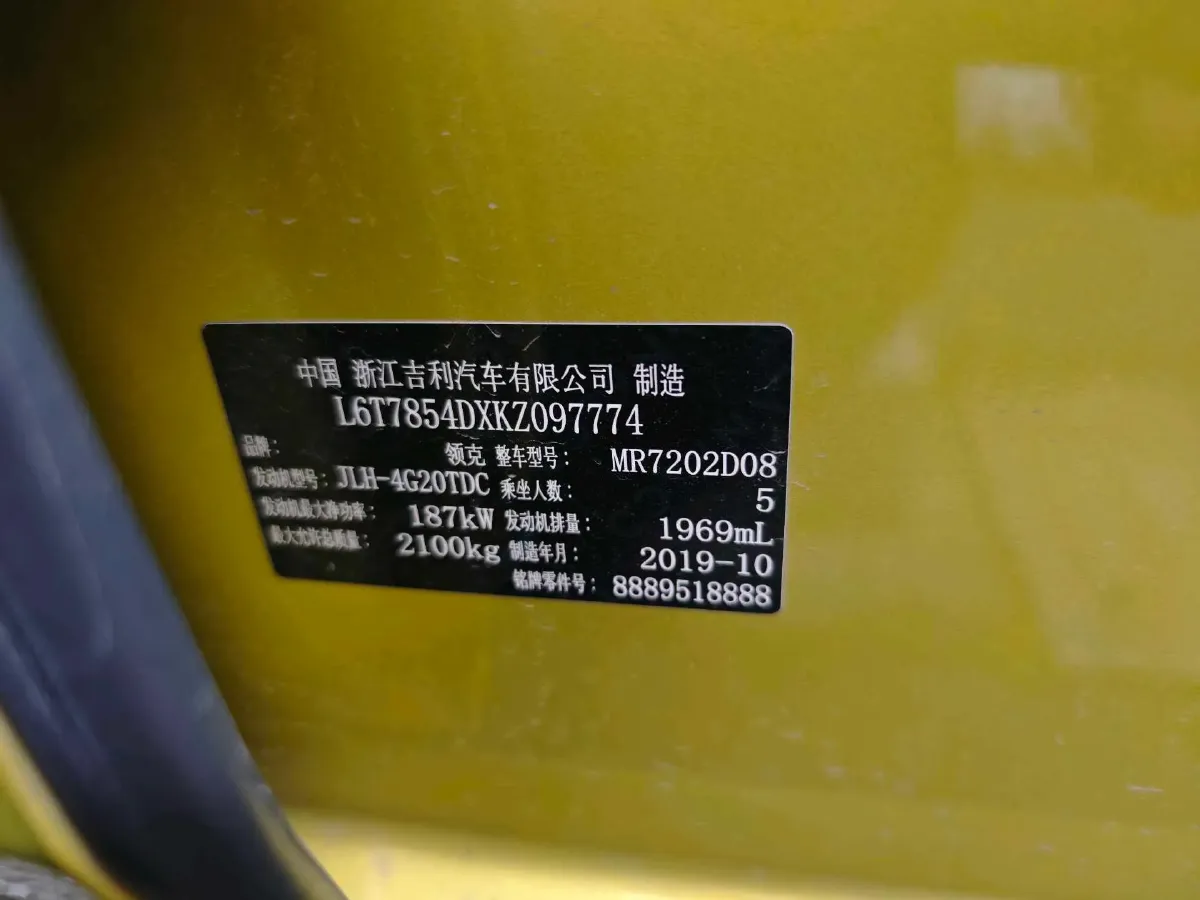 中国 浙江吉利汽车有限公司 制造
L6T7854DXKZ097774
品牌： 领克 整车型号： MR7202D08
发动机型号： JLH-4G20TDC 乘坐人数： 5
发动机最大净功率： 187kW 发动机排量： 1969mL
最大允许总质量： 2100kg 制造年月： 2019-10
铭牌零件号： 8889518888